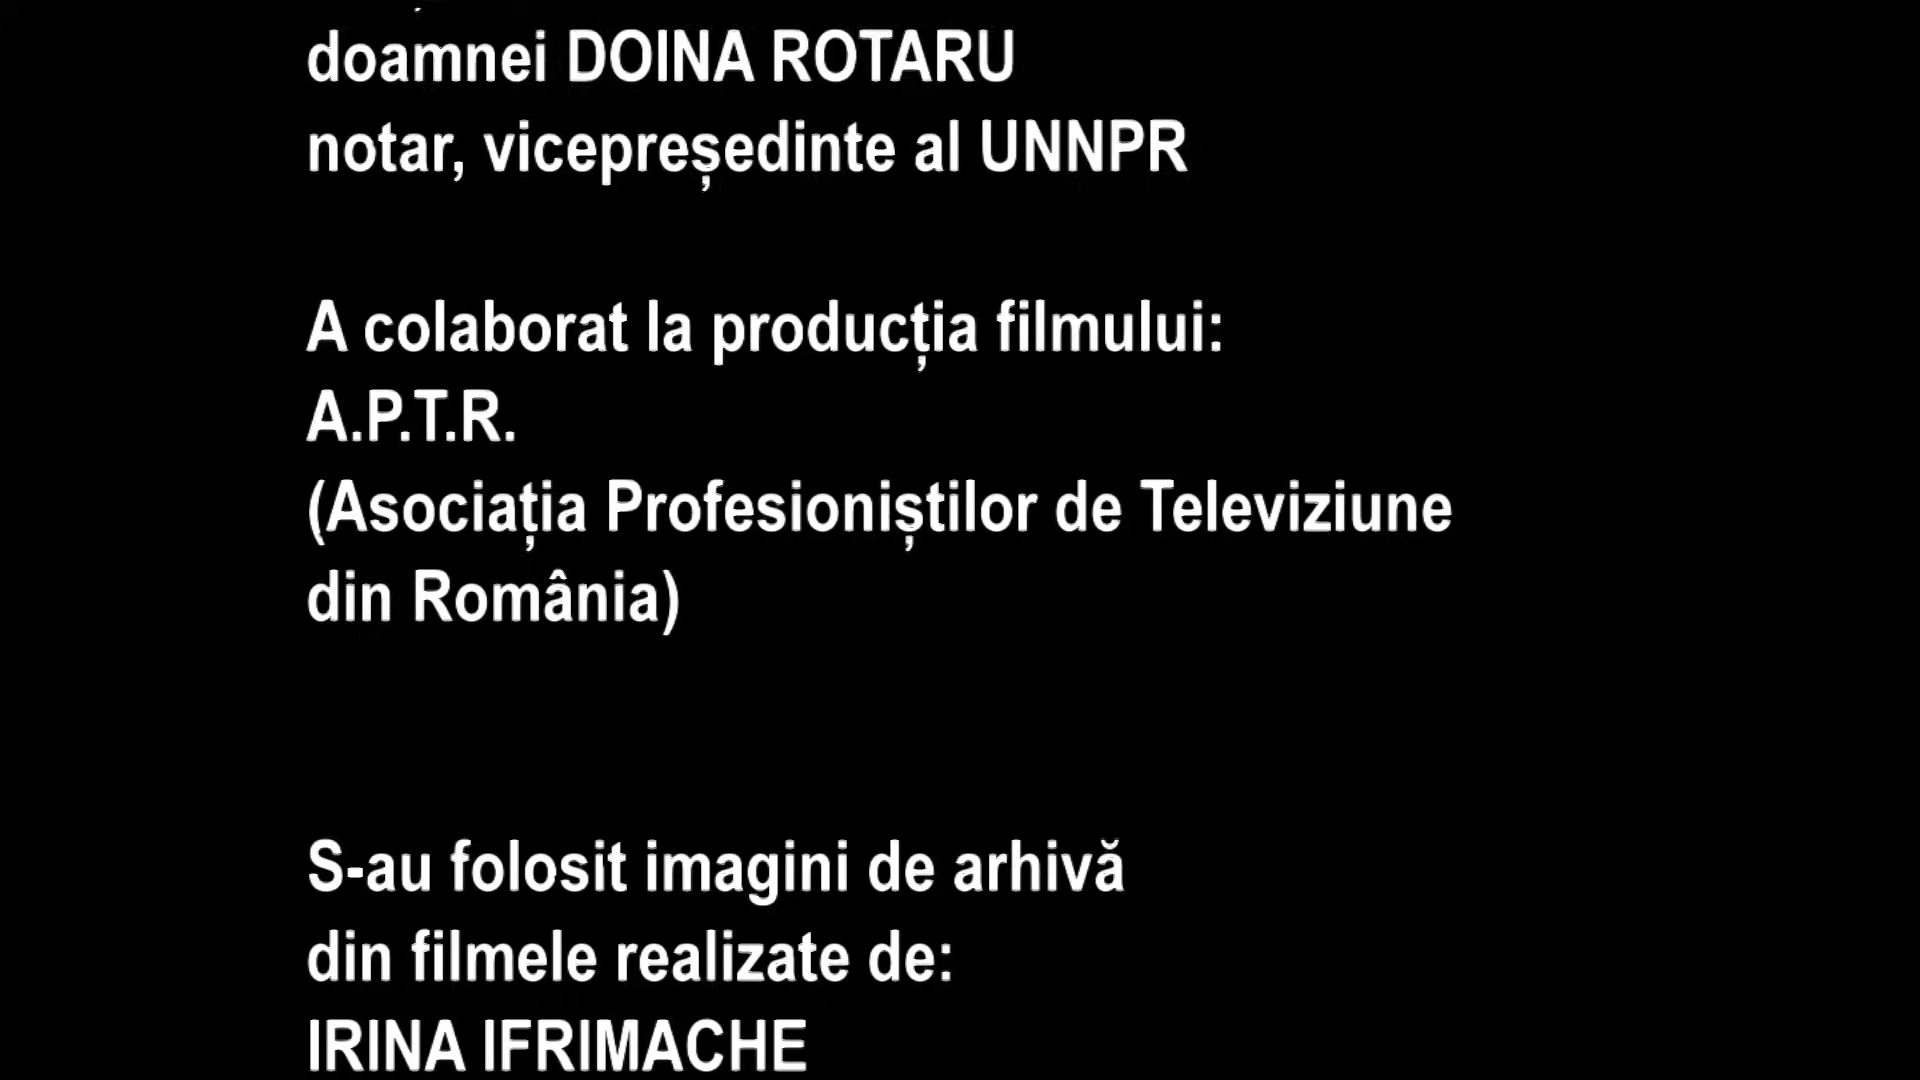 doamnei DOINA ROTARU
notar, vicepreședinte al UNNPR
A colaborat la producția filmului:
A.P.T.R.
(Asociația Profesioniștilor de Televiziune
din România)
S-au folosit imagini de arhivă
din filmele realizate de:
IRINA IFRIMACHE